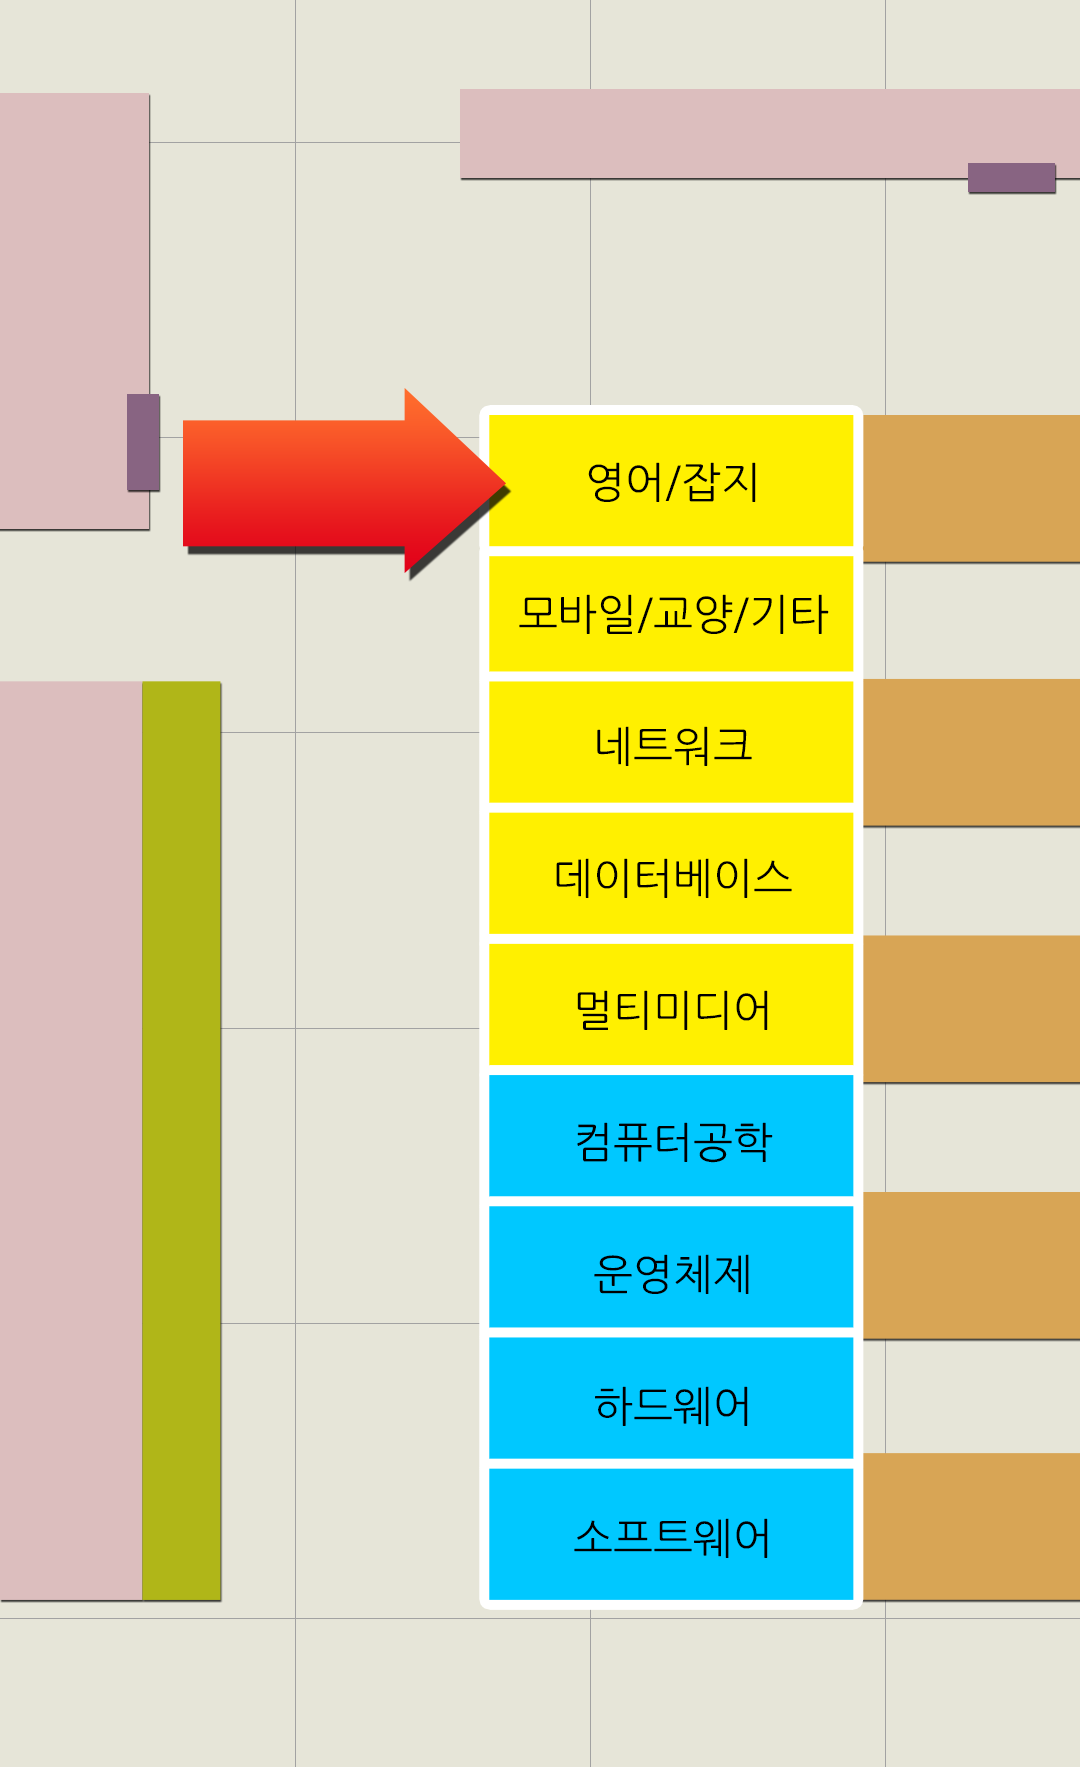 영어/잡지
모바일/교양/기타
네트워크
데이터베이스
멀티미디어
컴퓨터공학
운영체제
하드웨어
소프트웨어